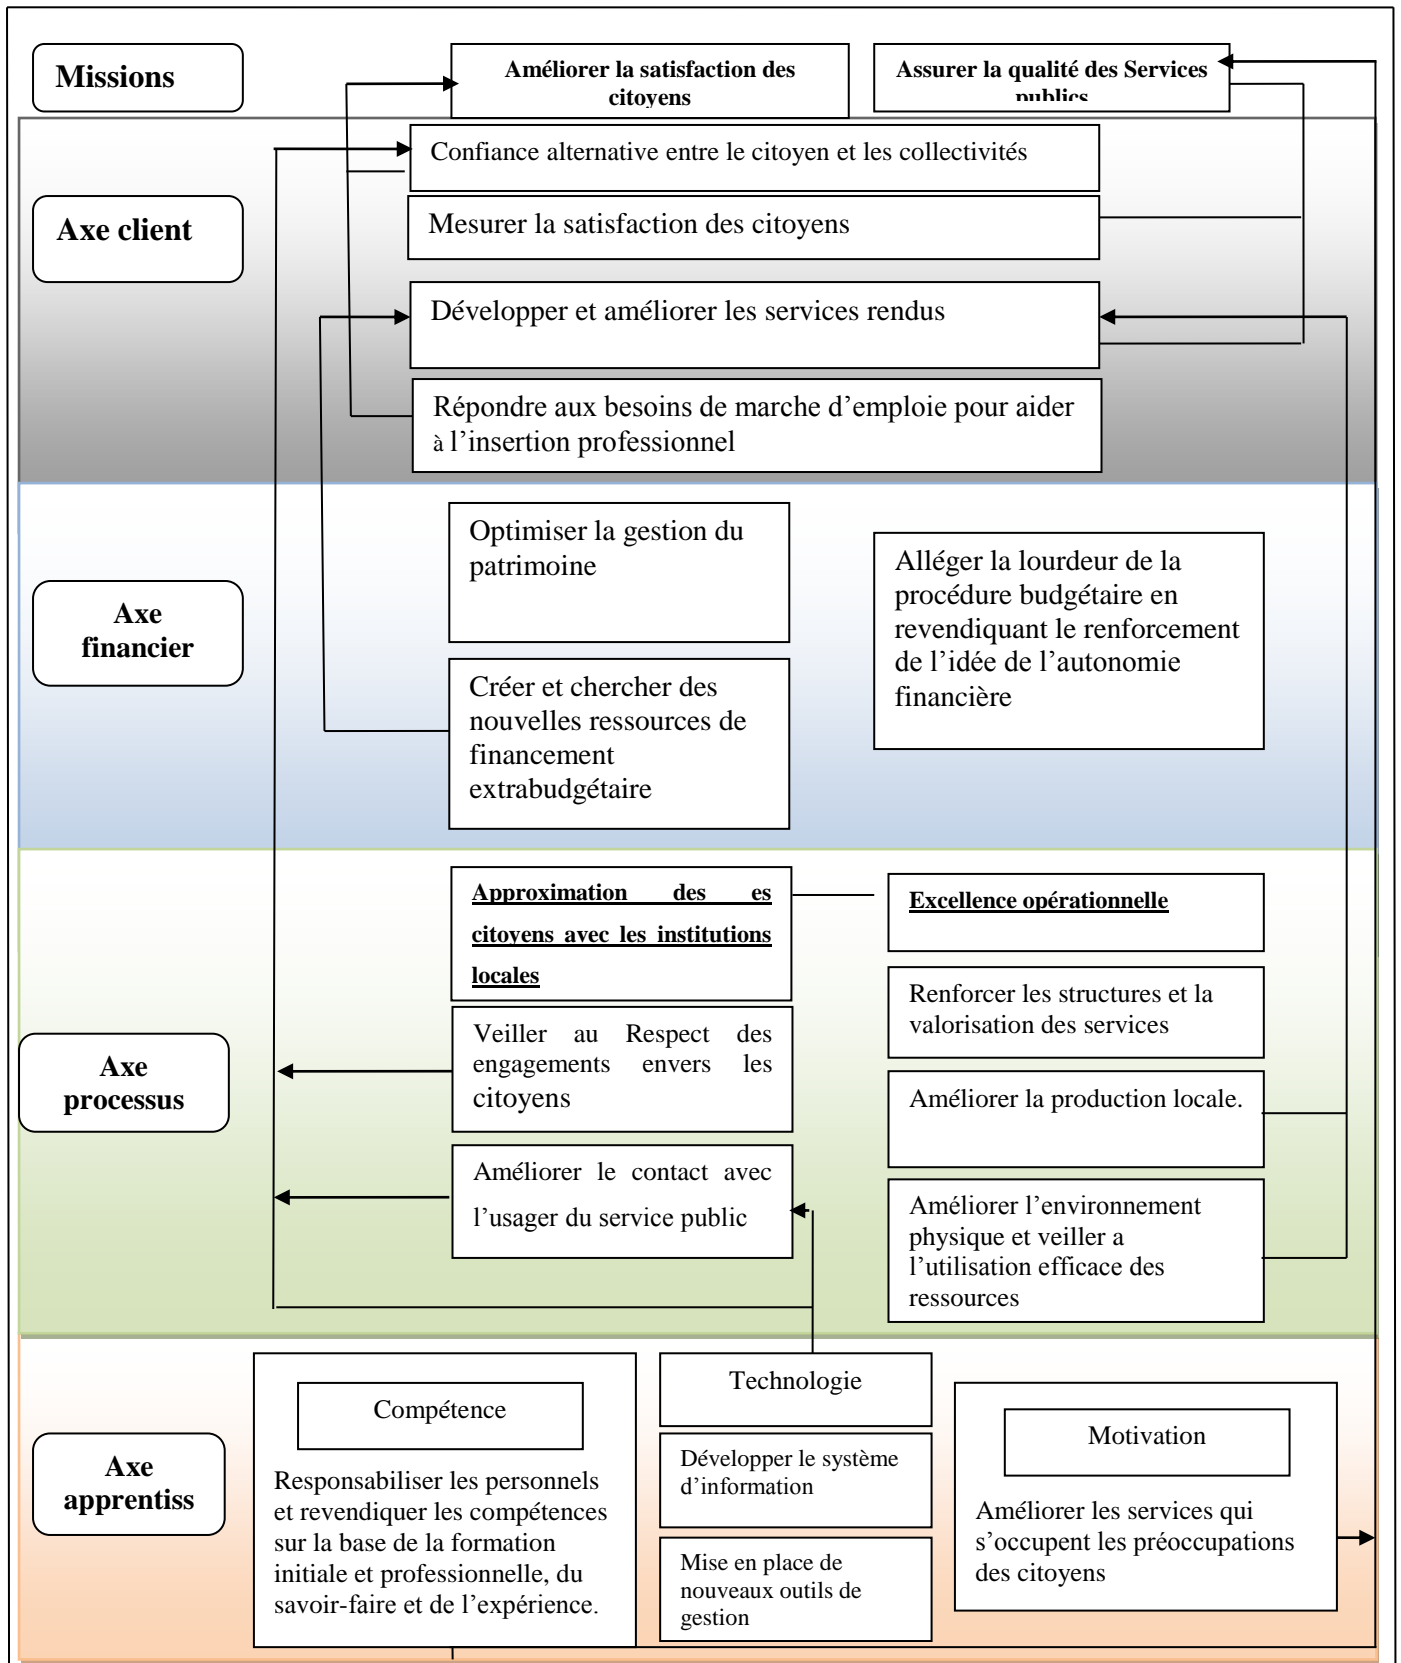 Missions
Améliorer la satisfaction des
citoyens
Assurer la qualité des Services
publics
Axe client
Confiance alternative entre le citoyen et les collectivités
Mesurer la satisfaction des citoyens
Développer et améliorer les services rendus
Répondre aux besoins de marche d’emploie pour aider
à l’insertion professionnel
Axe
financier
Optimiser la gestion du
patrimoine
Créer et chercher des
nouvelles ressources de
financement
extrabudgétaire
Alléger la lourdeur de la
procédure budgétaire en
revendiquant le renforcement
de l’idée de l’autonomie
financière
Axe
processus
Approximation des es
citoyens avec les institutions
locales
Veiller au Respect des
engagements envers les
citoyens
Améliorer le contact avec
l’usager du service public
Excellence opérationnelle
Renforcer les structures et la
valorisation des services
Améliorer la production locale.
Améliorer l’environnement
physique et veiller a
l’utilisation efficace des
ressources
Axe
apprentiss
Compétence
Responsabiliser les personnels
et revendiquer les compétences
sur la base de la formation
initiale et professionnelle, du
savoir-faire et de l’expérience.
Technologie
Développer le système
d’information
Mise en place de
nouveaux outils de
gestion
Motivation
Améliorer les services qui
s’occupent les préoccupations
des citoyens